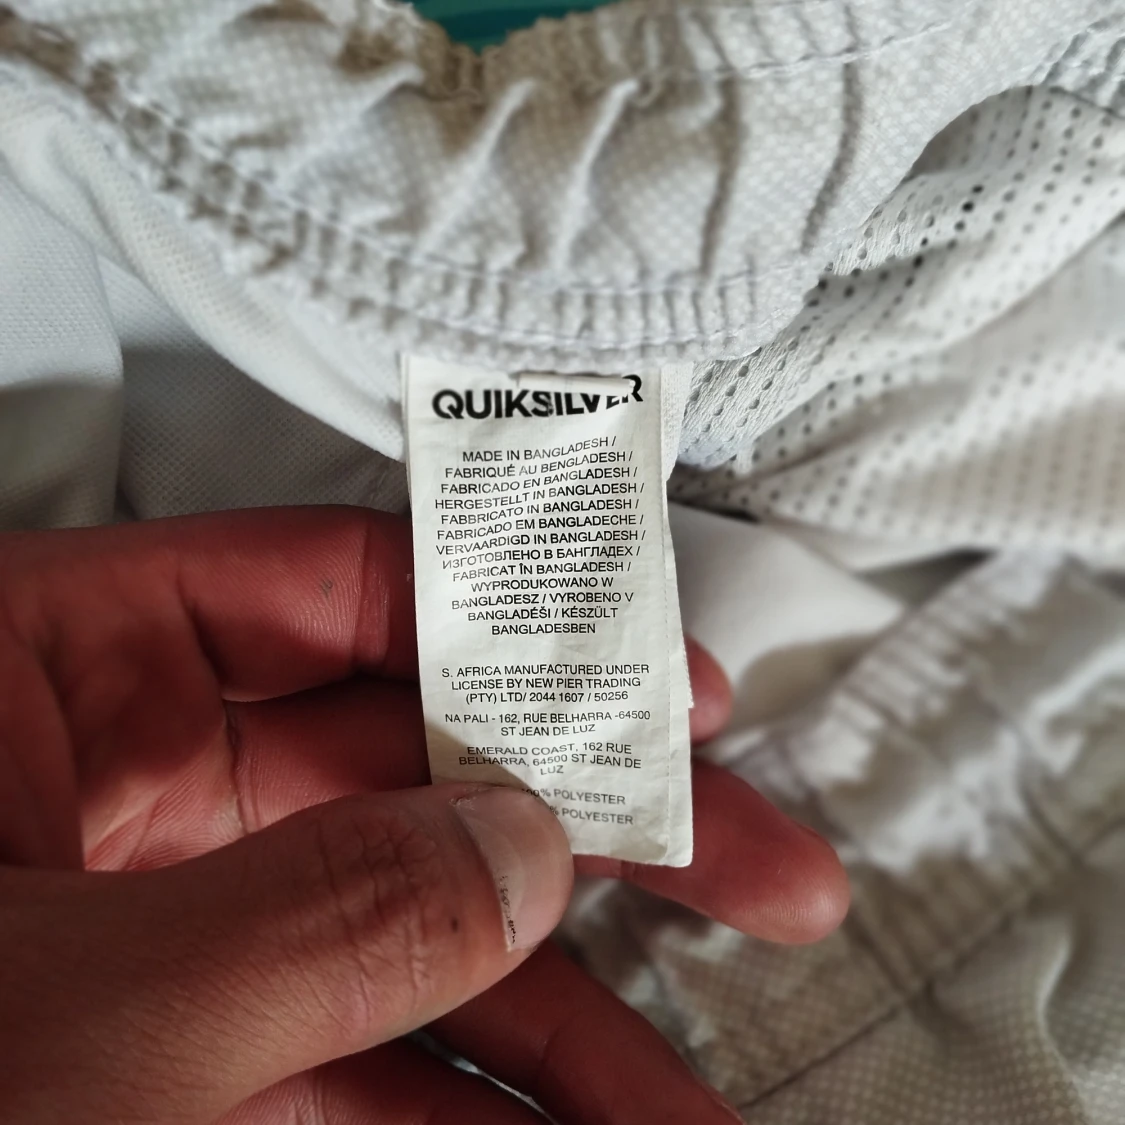 QUIKSILVER
MADE IN BANGLADESH /
FABRIQUÉ AU BENGLADESH /
FABRICADO EN BANGLADESH /
HERGESTELLT IN BANGLADESH /
FABBRICATO IN BANGLADESH /
FABRICADO EM BANGLADECHE /
VERVAARDIGD IN BANGLADESH /
ИЗГОТОВЛЕНО В БАНГЛАДЕХ /
FABRICAT ÎN BANGLADESH /
WYPRODUKOWANO W
BANGLADESZ / VYROBENO V
BANGLADÉŠI / KÉSZÜLT
BANGLADESBEN
S. AFRICA MANUFACTURED UNDER
LICENSE BY NEW PIER TRADING
(PTY) LTD/ 2044 1607 / 50256
NA PALI - 162, RUE BELHARRA -64500
ST JEAN DE LUZ
EMERALD COAST, 162 RUE
BELHARRA, 64500 ST JEAN DE
LUZ
% POLYESTER
% POLYESTER